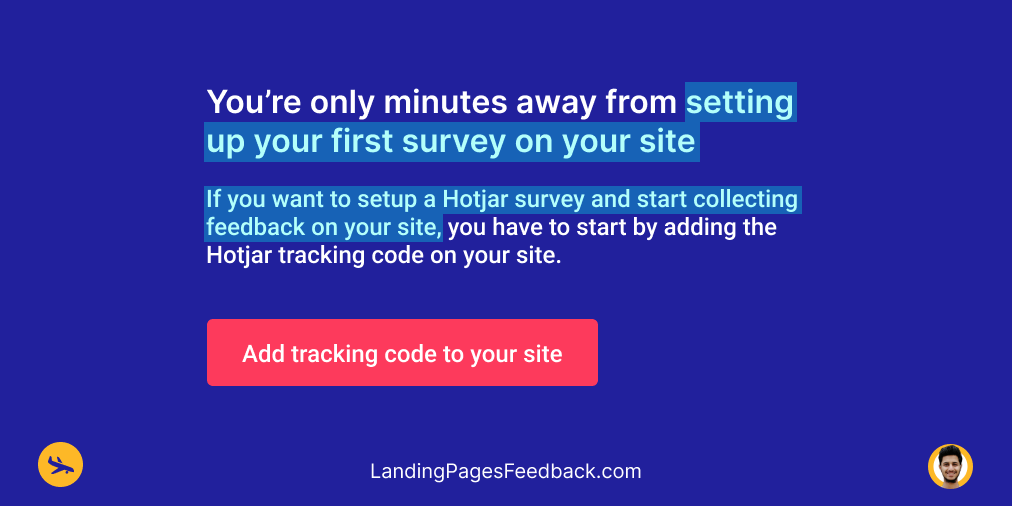 You’re only minutes away from setting
up your first survey on your site
If you want to setup a Hotjar survey and start collecting
feedback on your site, you have to start by adding the
Hotjar tracking code on your site.
Add tracking code to your site
LandingPagesFeedback.com